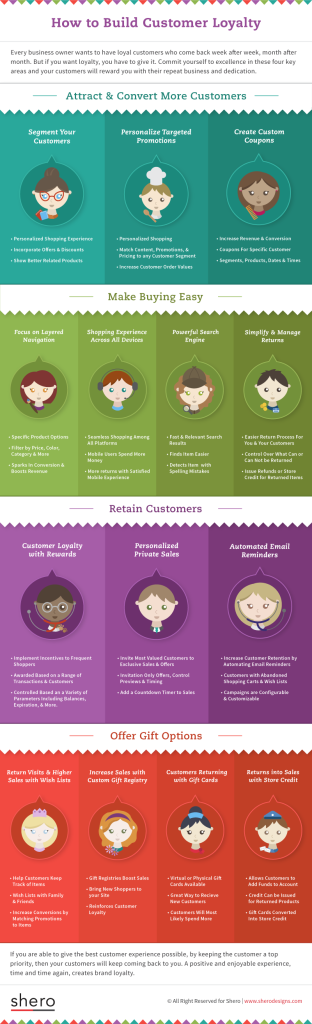 How to Build Customer Loyalty
Every business owner wants to have loyal customers who come back week after week, month after
month. But if you want loyalty, you have to give it. Commit yourself to excellence in these four key
areas and your customers will reward you with their repeat business and dedication.
Attract & Convert More Customers
Segment Your
Customers
• Personalized Shopping Experience
• Incorporate Offers & Discounts
• Show Better Related Products
Personalize Targeted
Promotions
• Personalized Shopping
• Match Content, Promotions, &
Pricing to any Customer Segment
• Increase Customer Order Values
Create Custom
Coupons
• Increase Revenue & Conversion
• Coupons For Specific Customer
• Segments, Products, Dates & Times
Make Buying Easy
Focus on Layered
Navigation
• Specific Product Options
• Filter by Price, Color,
Category & More
• Sparks in Conversion &
Boosts Revenue
Shopping Experience
Across All Devices
• Seamless Shopping Among
All Platforms
• Mobile Users Spend More
Money
• More returns with Satisfied
Mobile Experience
Powerful Search
Engine
• Fast & Relevant Search
Results
• Finds Item Easier
• Detects Item with
Spelling Mistakes
Simplify & Manage
Returns
• Easier Return Process For
You & Your Customers
• Control Over What Can or
Can Not be Returned
• Issue Refunds or Store
Credit for Returned Items
Retain Customers
Customer Loyalty
with Rewards
• Implement Incentives to Frequent
Shoppers
• Awarded Based on a Range of
Transactions & Customers
• Controlled Based on a Variety of
Parameters Including Balances,
Expiration, & More.
Personalized
Private Sales
• Invite Most Valued Customers to
Exclusive Sales & Offers
• Invitation Only Offers, Control
Previews & Timing
• Add a Countdown Timer to Sales
Automated Email
Reminders
• Increase Customer Retention by
Automating Email Reminders
• Customers with Abandoned
Shopping Carts & Wish Lists
• Campaigns are Configurable
& Customizable
Offer Gift Options
Return Visits & Higher
Sales with Wish Lists
• Help Customers Keep
Track of Items
• Wish Lists with Family
& Friends
• Increase Conversions by
Matching Promotions
to Items
Increase Sales with
Custom Gift Registry
• Gift Registries Boost Sales
• Bring New Shoppers to
your Site
• Reinforces Customer
Loyalty
Customers Returning
with Gift Cards
• Virtual or Physical Gift
Cards Available
• Great Way to Recieve
New Customers
• Customers Will Most
Likely Spend More
Returns into Sales
with Store Credit
• Allows Customers to
Add Funds to Account
• Credit Can be Issued
for Returned Products
• Gift Cards Converted
Into Store Credit
If you are able to give the best customer experience possible, by keeping the customer a top
priority, then your customers will keep coming back to you. A positive and enjoyable experience,
time and time again, creates brand loyalty.
shero
© All Right Reserved for Shero | www.sherodesigns.com